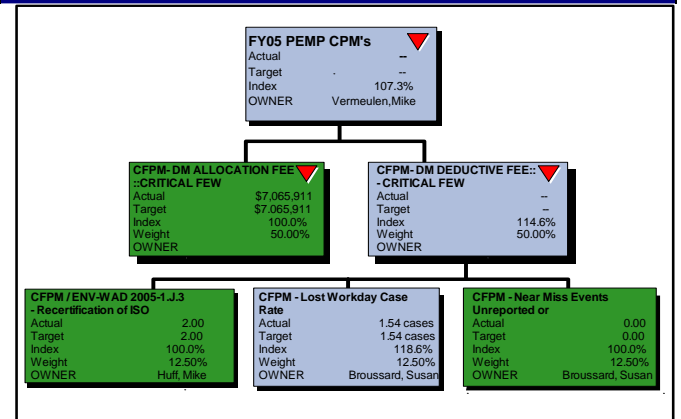 FY05 PEMP CPM's
Actual --
Target . --
Index 107.3%
OWNER Vermeulen,Mike
CFPM- DM ALLOCATION FEE
::CRITICAL FEW
Actual $7,065,911
Target $7.065,911
Index 100.0%
Weight 50.00%
OWNER
CFPM- DM DEDUCTIVE FEE::
- CRITICAL FEW
Actual --
Target --
Index 114.6%
Weight 50.00%
OWNER
CFPM / ENV-WAD 2005-1.J.3
- Recertification of ISO
Actual 2.00
Target 2.00
Index 100.0%
Weight 12.50%
OWNER Huff, Mike
CFPM - Lost Workday Case
Rate
Actual 1.54 cases
Target 1.54 cases
Index 118.6%
Weight 12.50%
OWNER Broussard, Susan
CFPM - Near Miss Events
Unreported or
Actual 0.00
Target 0.00
Index 100.0%
Weight 12.50%
OWNER Broussard, Susan